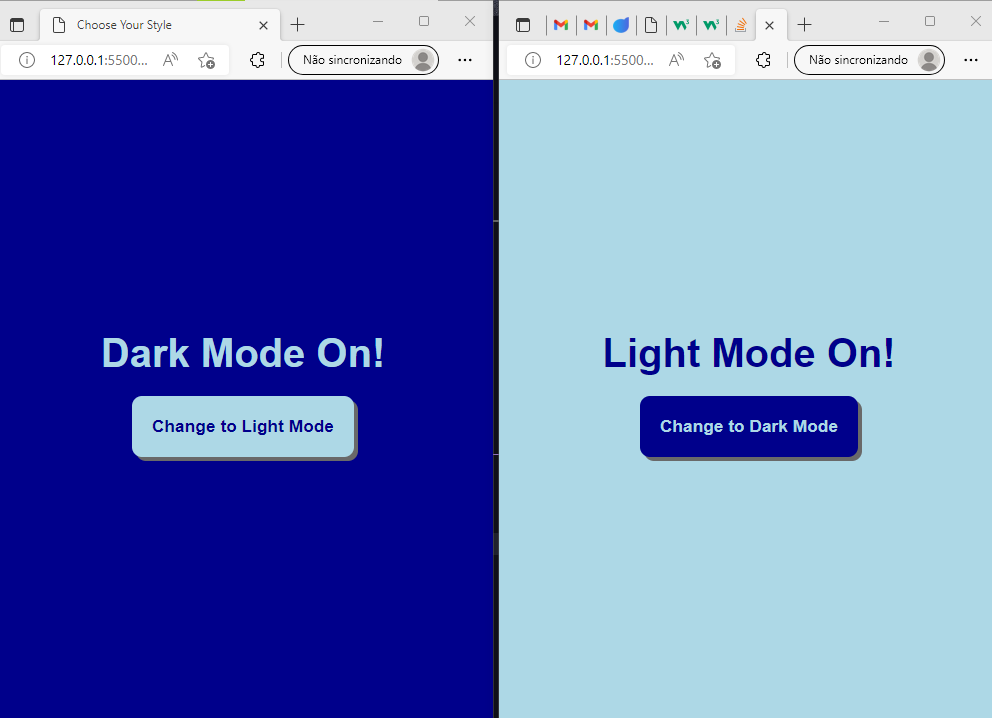 Choose Your Style
127.0.0.1:5500...
Não sincronizando
Dark Mode On!
Change to Light Mode
127.0.0.1:5500...
Não sincronizando
Light Mode On!
Change to Dark Mode